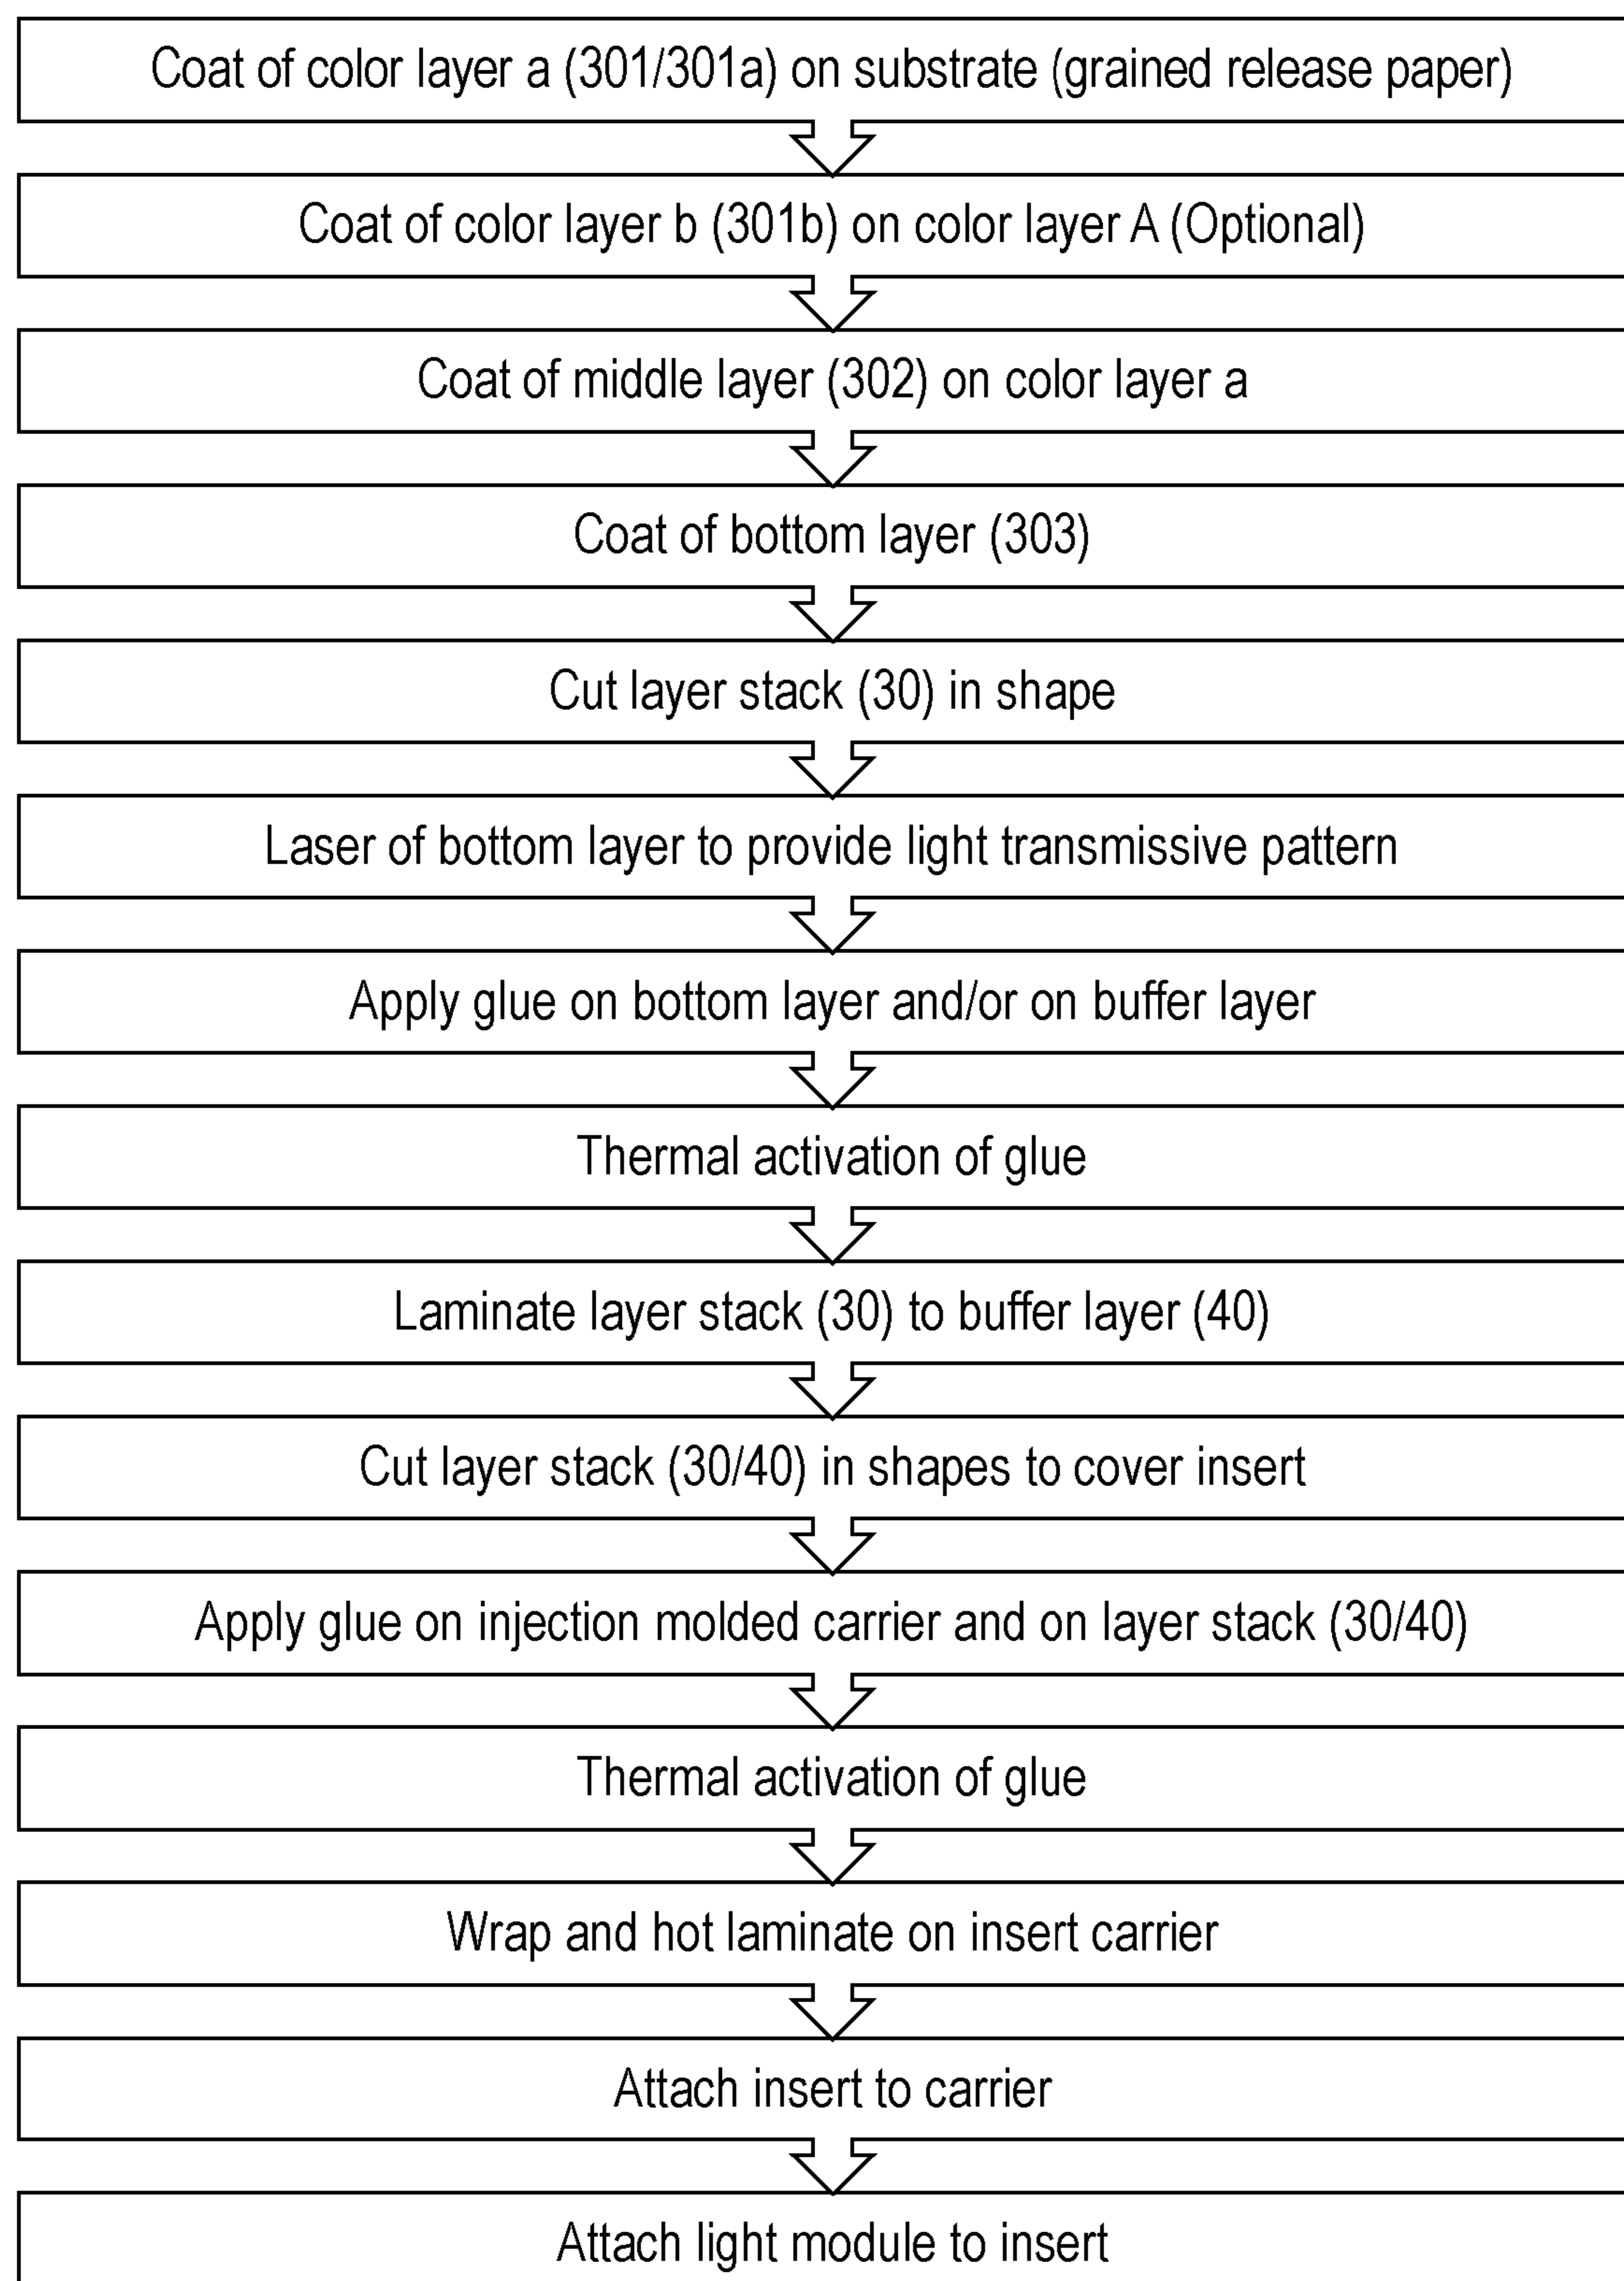 Coat of color layer a (301/301a) on substrate (grained release paper)
Coat of color layer b (301b) on color layer A (Optional)
Coat of middle layer (302) on color layer a
Coat of bottom layer (303)
Cut layer stack (30) in shape
Laser of bottom layer to provide light transmissive pattern
Apply glue on bottom layer and/or on buffer layer
Thermal activation of glue
Laminate layer stack (30) to buffer layer (40)
Cut layer stack (30/40) in shapes to cover insert
Apply glue on injection molded carrier and on layer stack (30/40)
Thermal activation of glue
Wrap and hot laminate on insert carrier
Attach insert to carrier
Attach light module to insert